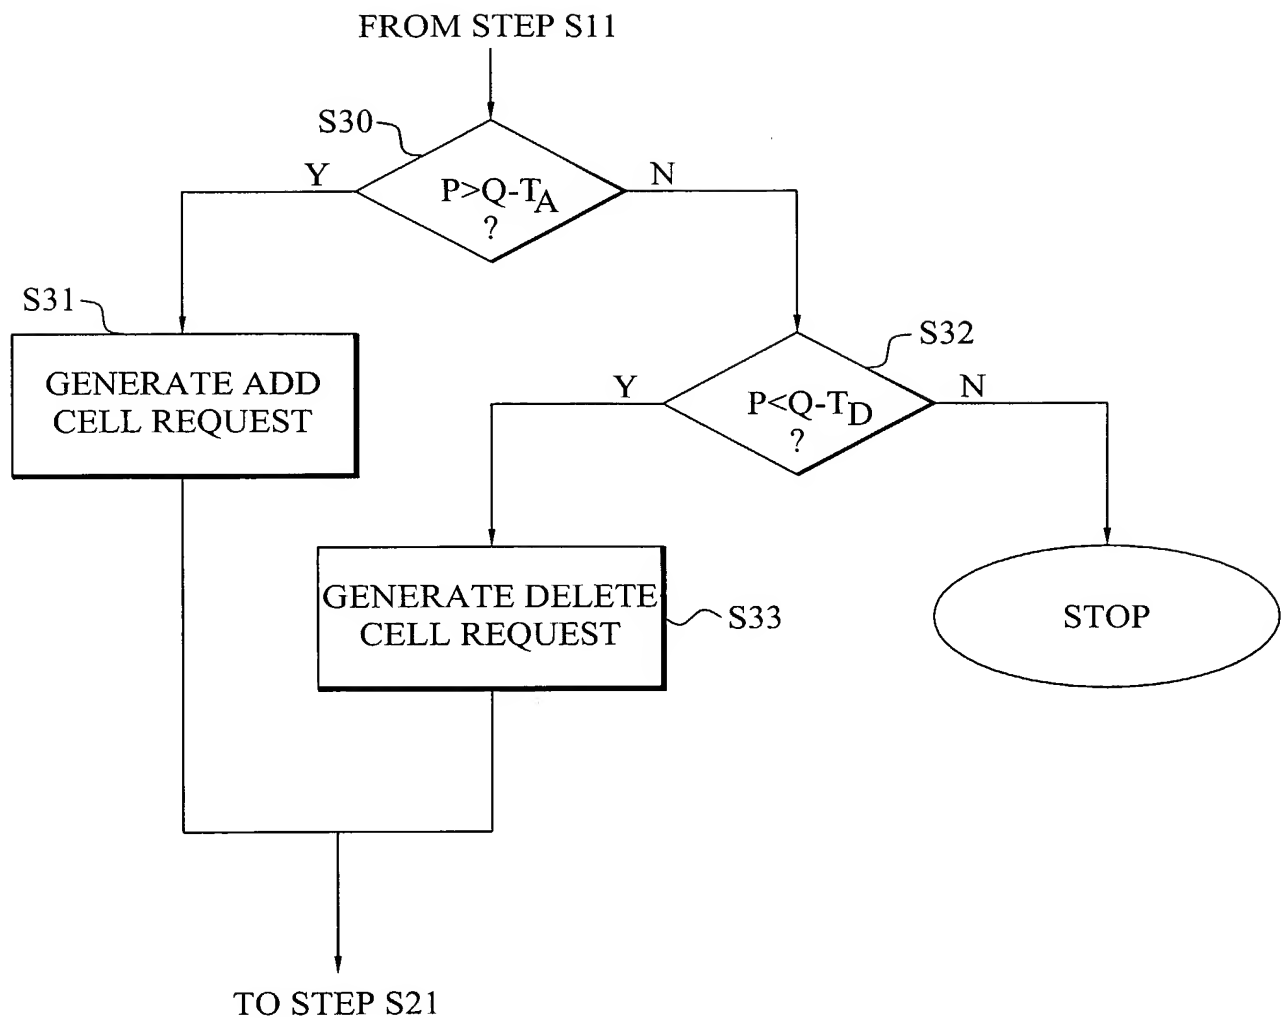 FROM STEP S11
S30
Y
N
P>Q-TA
?
S31
GENERATE ADD
CELL REQUEST
S32
Y
N
P<Q-TD
?
GENERATE DELETE
CELL REQUEST
S33
STOP
TO STEP S21